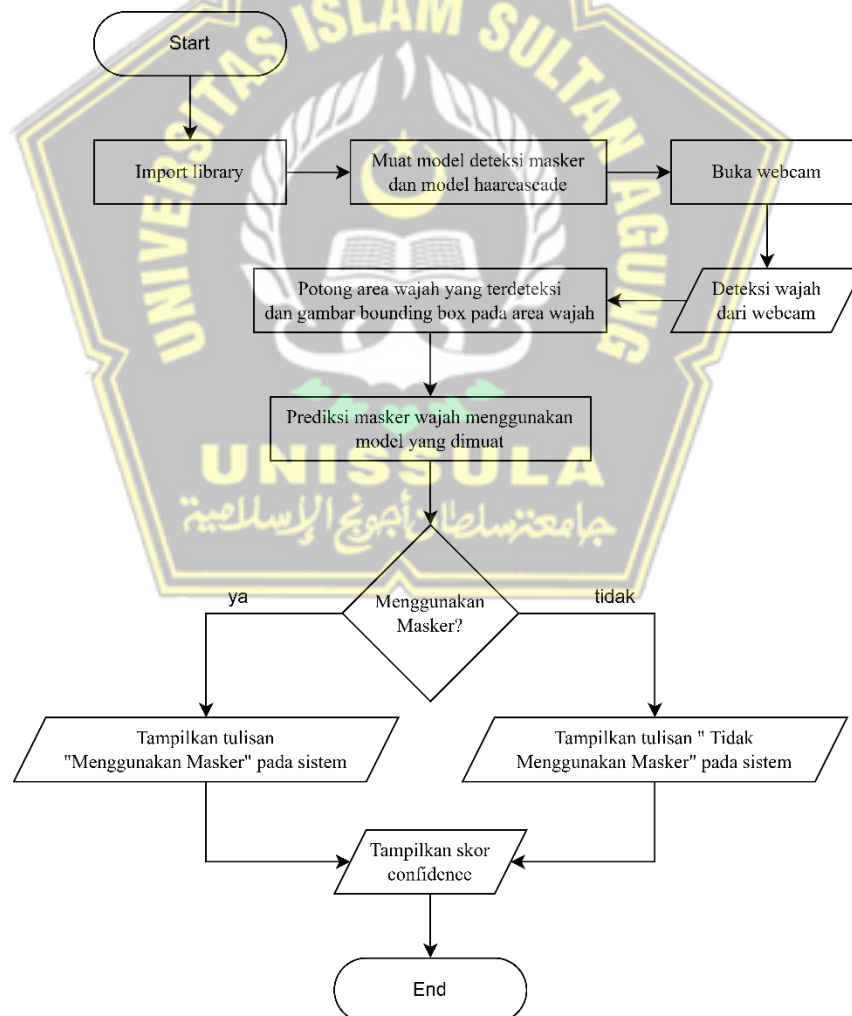 Start
UNIVERSITAS ISLAM SULTAN AGUNG
Import library
Muat model deteksi masker
dan model haarcascade
Buka webcam
Deteksi wajah
dari webcam
Potong area wajah yang terdeteksi
dan gambar bounding box pada area wajah
Prediksi masker wajah menggunakan
model yang dimuat
UNISSULA
جامعتسلطان أجونج الإسلامية
Menggunakan
Masker?
ya
tidak
Tampilkan tulisan
"Menggunakan Masker" pada sistem
Tampilkan tulisan " Tidak
Menggunakan Masker" pada sistem
Tampilkan skor
confidence
End